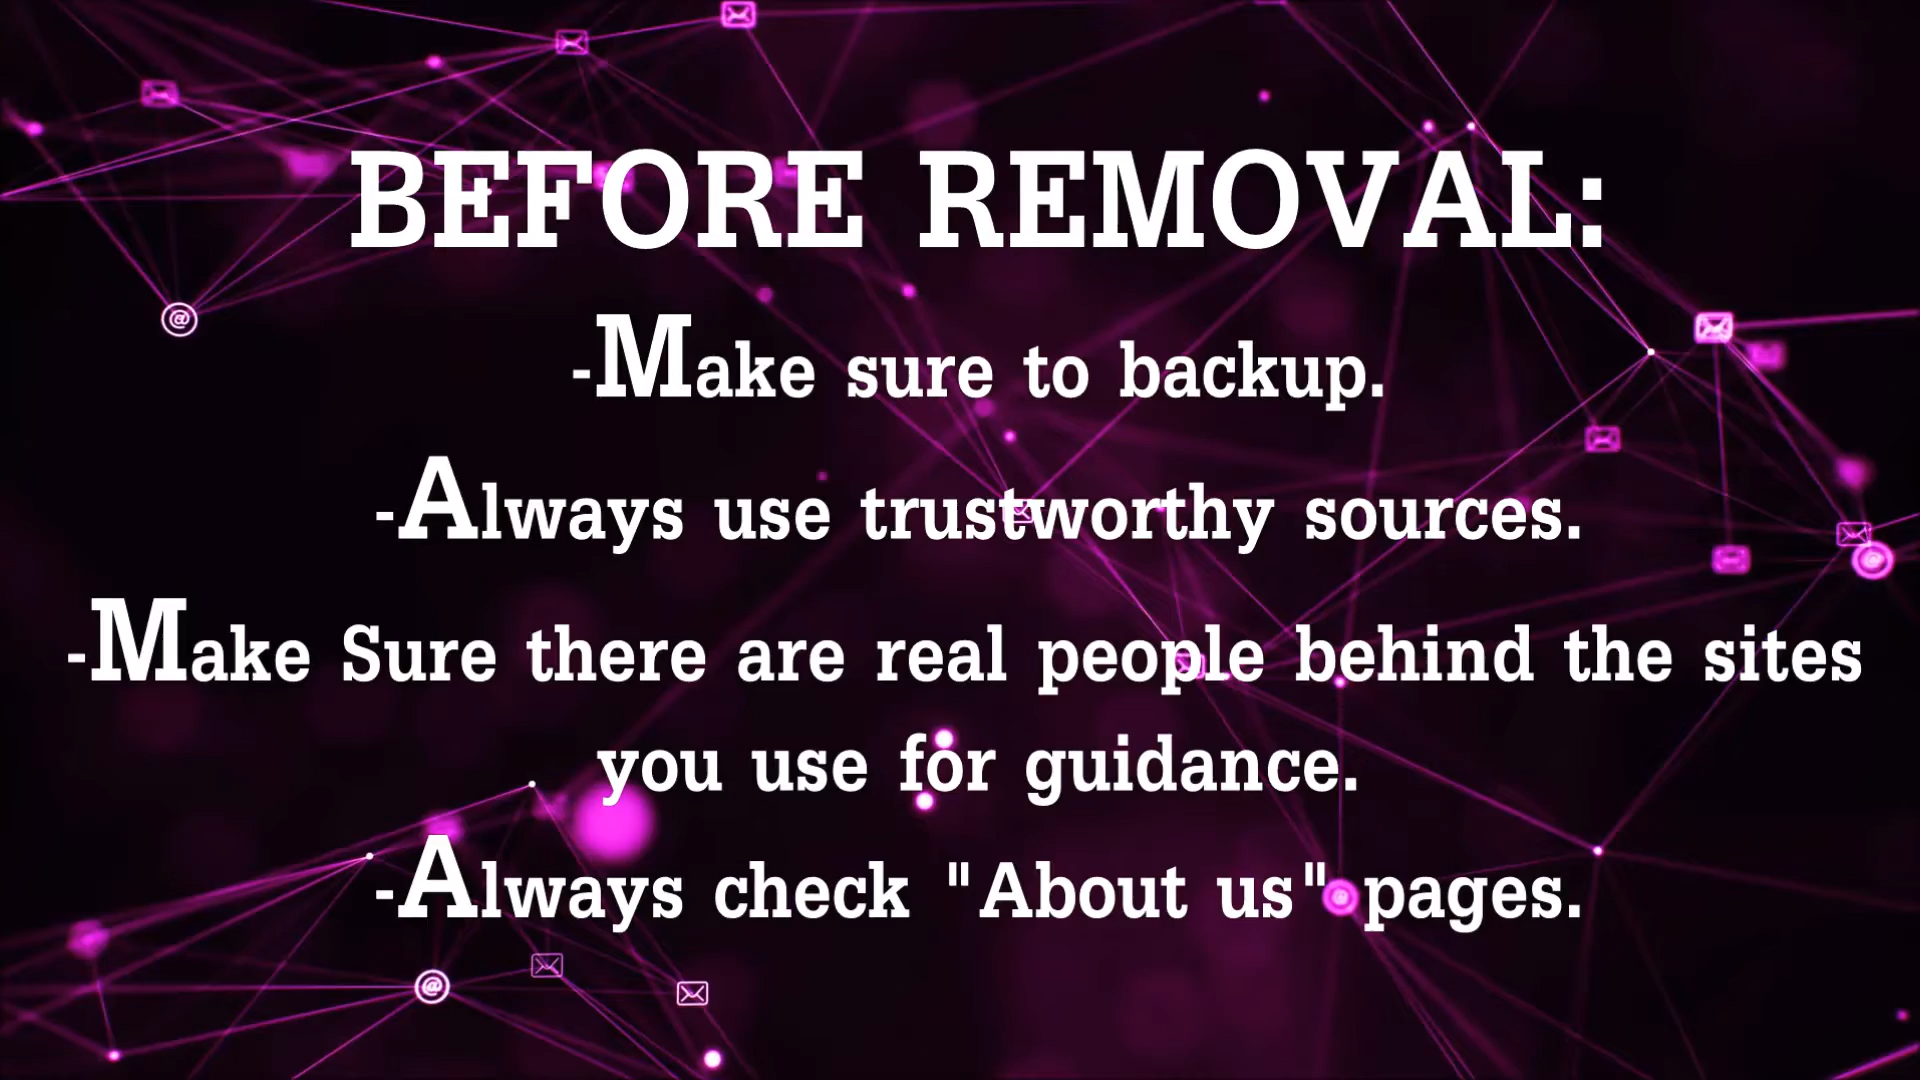 BEFORE REMOVAL:
-Make sure to backup.
-Always use trustworthy sources.
-Make Sure there are real people behind the sites
you use for guidance.
-Always check "About us" pages.